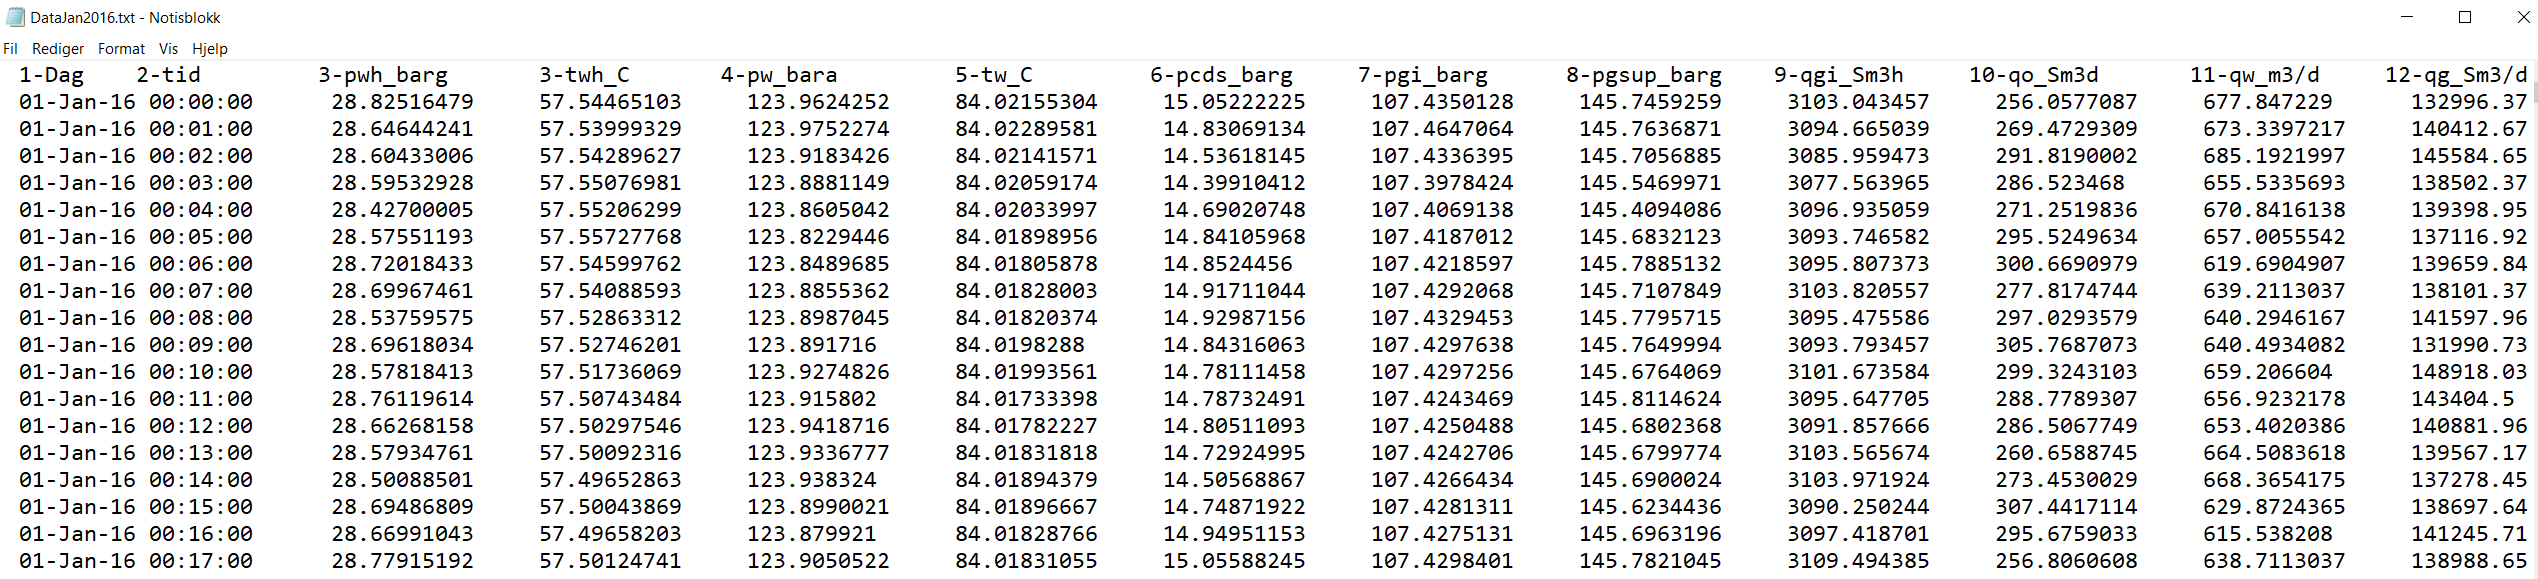 DataJan2016.txt - Notisblokk
Fil Rediger Format Vis Hjelp
1-Dag 2-tid 3-pwh_barg 3-twh_C 4-pw_bara 5-tw_C 6-pcds_barg 7-pgi_barg 8-pgsup_barg 9-qgi_Sm3h 10-qo_Sm3d 11-qw_m3/d 12-qg_Sm3/d
01-Jan-16 00:00:00 28.82516479 57.54465103 123.9624252 84.02155304 15.05222225 107.4350128 145.7459259 3103.043457 256.0577087 677.847229 132996.37
01-Jan-16 00:01:00 28.64644241 57.53999329 123.9752274 84.02289581 14.83069134 107.4647064 145.7636871 3094.665039 269.4729309 673.3397217 140412.67
01-Jan-16 00:02:00 28.60433006 57.54289627 123.9183426 84.02141571 14.53618145 107.4336395 145.7056885 3085.959473 291.8190002 685.1921997 145584.65
01-Jan-16 00:03:00 28.59532928 57.55076981 123.8881149 84.02059174 14.39910412 107.3978424 145.5469971 3077.563965 286.523468 655.5335693 138502.37
01-Jan-16 00:04:00 28.42700005 57.55206299 123.8605042 84.02033997 14.69020748 107.4069138 145.4094086 3096.935059 271.2519836 670.8416138 139398.95
01-Jan-16 00:05:00 28.57551193 57.55727768 123.8229446 84.01898956 14.84105968 107.4187012 145.6832123 3093.746582 295.5249634 657.0055542 137116.92
01-Jan-16 00:06:00 28.72018433 57.54599762 123.8489685 84.01805878 14.8524456 107.4218597 145.7885132 3095.807373 300.6690979 619.6904907 139659.84
01-Jan-16 00:07:00 28.69967461 57.54088593 123.8855362 84.01828003 14.91711044 107.4292068 145.7107849 3103.820557 277.8174744 639.2113037 138101.37
01-Jan-16 00:08:00 28.53759575 57.52863312 123.8987045 84.01820374 14.92987156 107.4329453 145.7795715 3095.475586 297.0293579 640.2946167 141597.96
01-Jan-16 00:09:00 28.69618034 57.52746201 123.891716 84.0198288 14.84316063 107.4297638 145.7649994 3093.793457 305.7687073 640.4934082 131990.73
01-Jan-16 00:10:00 28.57818413 57.51736069 123.9274826 84.01993561 14.78111458 107.4297256 145.6764069 3101.673584 299.3243103 659.206604 148918.03
01-Jan-16 00:11:00 28.76119614 57.50743484 123.915802 84.01733398 14.78732491 107.4243469 145.8114624 3095.647705 288.7789307 656.9232178 143404.5
01-Jan-16 00:12:00 28.66268158 57.50297546 123.9418716 84.01782227 14.80511093 107.4250488 145.6802368 3091.857666 286.5067749 653.4020386 140881.96
01-Jan-16 00:13:00 28.57934761 57.50092316 123.9336777 84.01831818 14.72924995 107.4242706 145.6799774 3103.565674 260.6588745 664.5083618 139567.17
01-Jan-16 00:14:00 28.50088501 57.49652863 123.938324 84.01894379 14.50568867 107.4266434 145.6900024 3103.971924 273.4530029 668.3654175 137278.45
01-Jan-16 00:15:00 28.69486809 57.50043869 123.8990021 84.01896667 14.74871922 107.4281311 145.6234436 3090.250244 307.4417114 629.8724365 138697.64
01-Jan-16 00:16:00 28.66991043 57.49658203 123.879921 84.01828766 14.94951153 107.4275131 145.6963196 3097.418701 295.6759033 615.538208 141245.71
01-Jan-16 00:17:00 28.77915192 57.50124741 123.9050522 84.01831055 15.05588245 107.4298401 145.7821045 3109.494385 256.8060608 638.7113037 138988.65